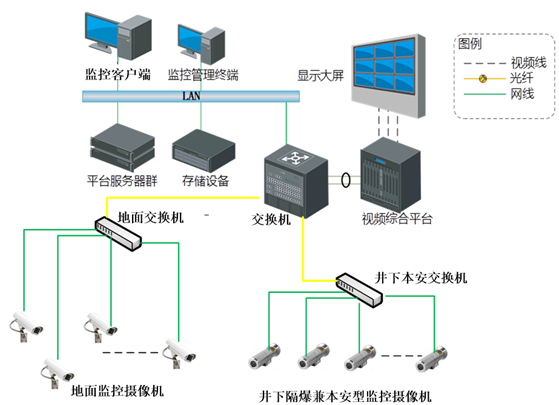 图例
视频线
光纤
网线
监控客户端
监控管理终端
显示大屏
LAN
平台服务器群
存储设备
地面交换机
交换机
视频综合平台
井下本安交换机
地面监控摄像机
井下隔爆兼本安型监控摄像机